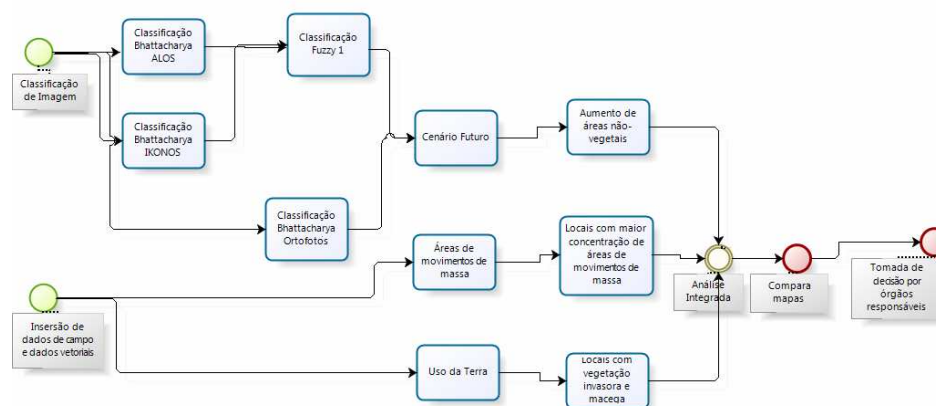 Classificação
Bhattacharya
ALOS
Classificação
Fuzzy 1
Classificação
de Imagem
Classificação
Bhattacharya
IKONOS
Cenário Futuro
Aumento de
áreas não-
vegetais
Classificação
Bhattacharya
Ortofotos
Áreas de
movimentos de
massa
Locais com maior
concentração de
áreas de
movimentos de
massa
Análise
Integrada
Compara
mapas
Tomada de
decisão por
órgãos
responsáveis
Insersão de
dados de campo
e dados vetoriais
Uso da Terra
Locais com
vegetação
invasora e
macega